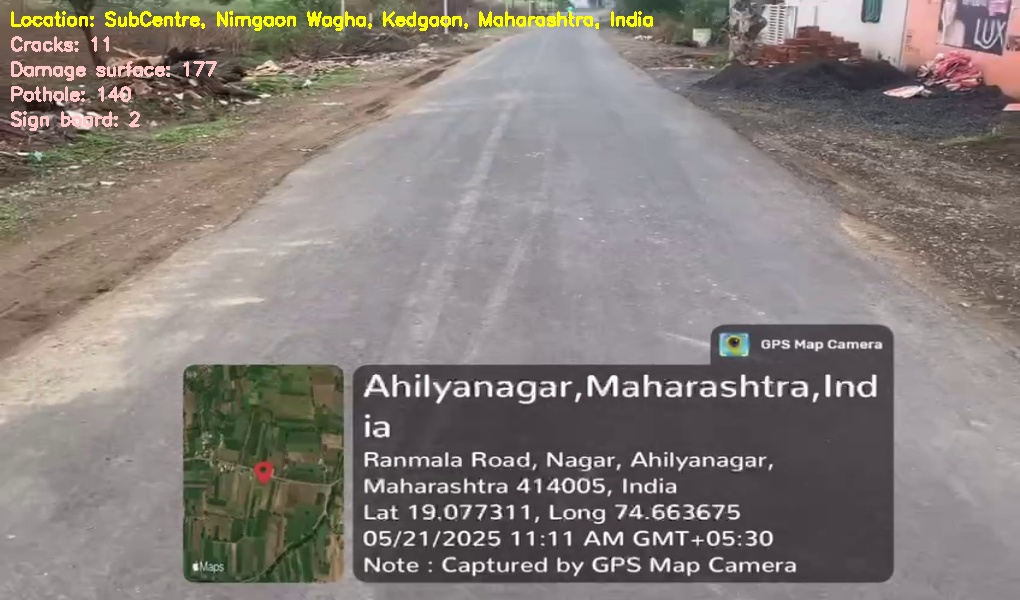 Location: SubCentre, Nimgaon Wagha, Kedgaon, Maharashtra, India
Cracks: 11
Damage surface: 177
Pothole: 140
Sign board: 2
LUX
GPS Map Camera
Ahilyanagar,Maharashtra,Ind
ia
Ranmala Road, Nagar, Ahilyanagar,
Maharashtra 414005, India
Lat 19.077311, Long 74.663675
05/21/2025 11:11 AM GMT+05:30
Note : Captured by GPS Map Camera
Maps